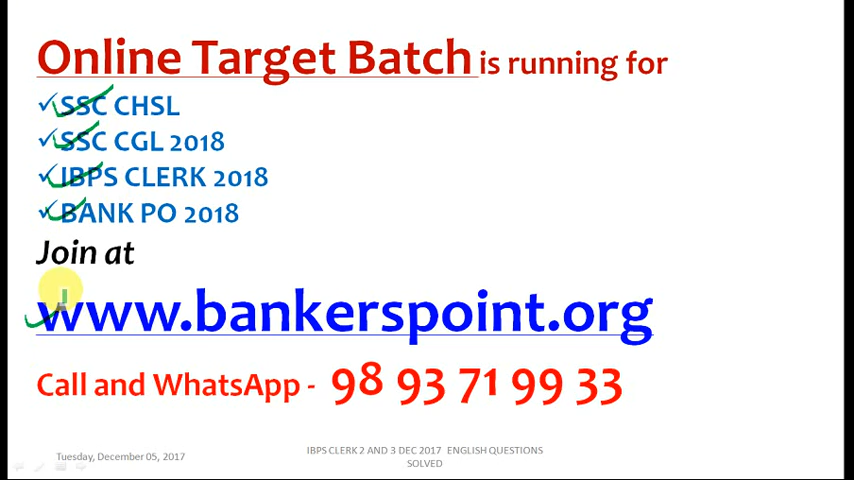 Online Target Batch is running for
✓SSC CHSL
✓SSC CGL 2018
✓IBPS CLERK 2018
✓BANK PO 2018
Join at
www.bankerspoint.org
Call and WhatsApp - 98 93 71 99 33
Tuesday, December 05, 2017
IBPS CLERK 2 AND 3 DEC 2017 ENGLISH QUESTIONS
SOLVED